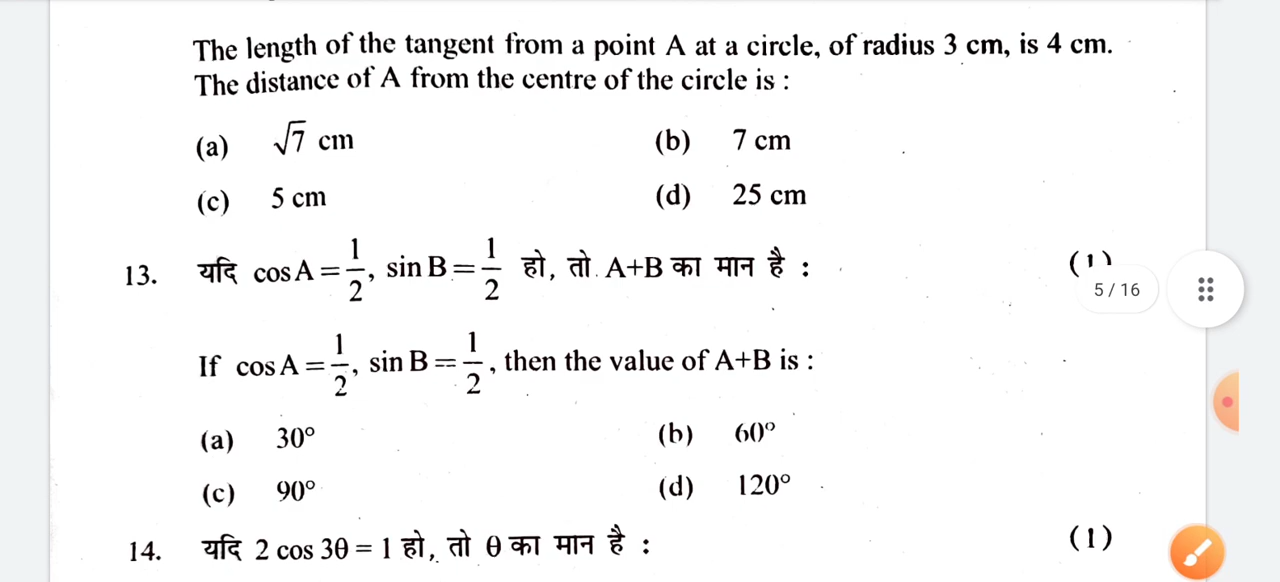 The length of the tangent from a point A at a circle, of radius 3 cm, is 4 cm.
The distance of A from the centre of the circle is :
(a) √7 cm (b) 7 cm
(c) 5 cm (d) 25 cm
13. यदि cos A = 1/2, sin B = 1/2 हो, तो A+B का मान है : (1)
5 / 16
If cos A = 1/2, sin B = 1/2, then the value of A+B is :
(a) 30° (b) 60°
(c) 90° (d) 120°
14. यदि 2 cos 3θ = 1 हो, तो θ का मान है : (1)